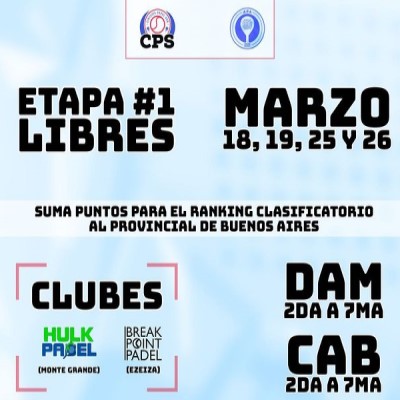 CPS
ETAPA #1
LIBRES
MARZO
18, 19, 25 Y 26
SUMA PUNTOS PARA EL RANKING CLASIFICATORIO
AL PROVINCIAL DE BUENOS AIRES
CLUBES
HULK
PADEL
(MONTE GRANDE)
BREAK
POINT
PADEL
(EZEIZA)
DAM
2DA A 7MA
CAB
2DA A 7MA